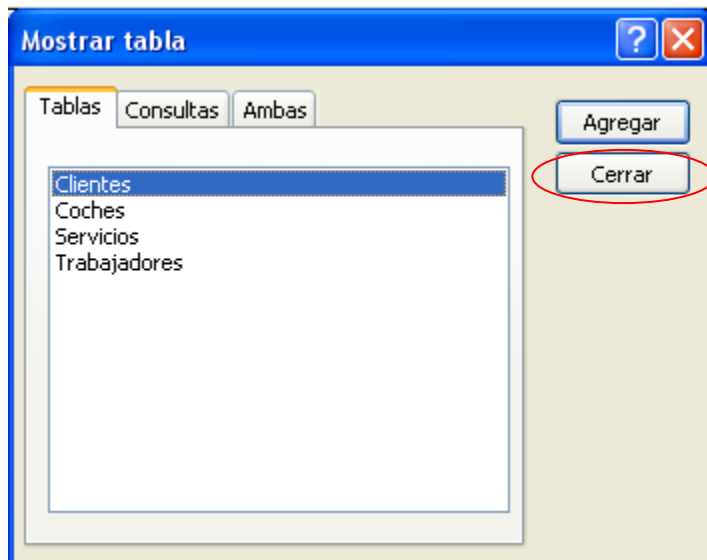 Mostrar tabla
?
Tablas Consultas Ambas
Agregar
Cerrar
Clientes
Coches
Servicios
Trabajadores